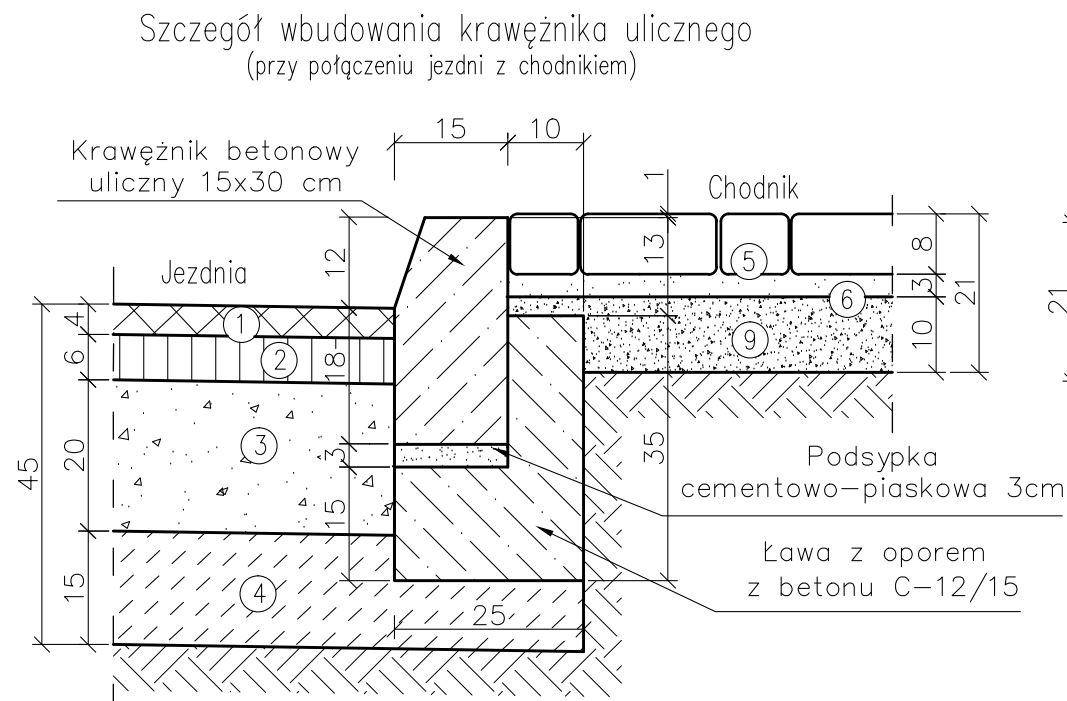 Szczegół wbudowania krawężnika ulicznego
(przy połączeniu jezdni z chodnikiem)
15
10
Krawężnik betonowy
uliczny 15x30 cm
1
Chodnik
12
13
5
8
Jezdnia
3
6
21
21
4
1
9
10
6
2
18
45
20
3
3
35
Podsypka
cementowo-piaskowa 3cm
15
Ława z oporem
z betonu C-12/15
15
4
25